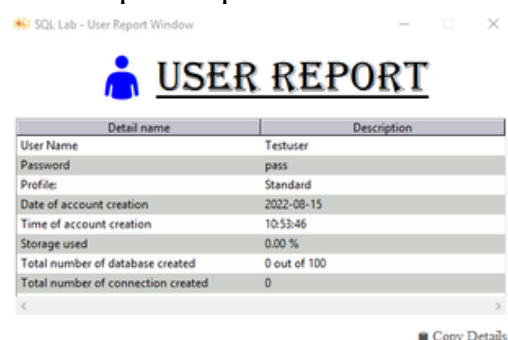 SQL Lab - User Report Window
USER REPORT
Detail name Description
User Name Testuser
Password pass
Profile: Standard
Date of account creation 2022-08-15
Time of account creation 10:53:46
Storage used 0.00 %
Total number of database created 0 out of 100
Total number of connection created 0
Copy Details